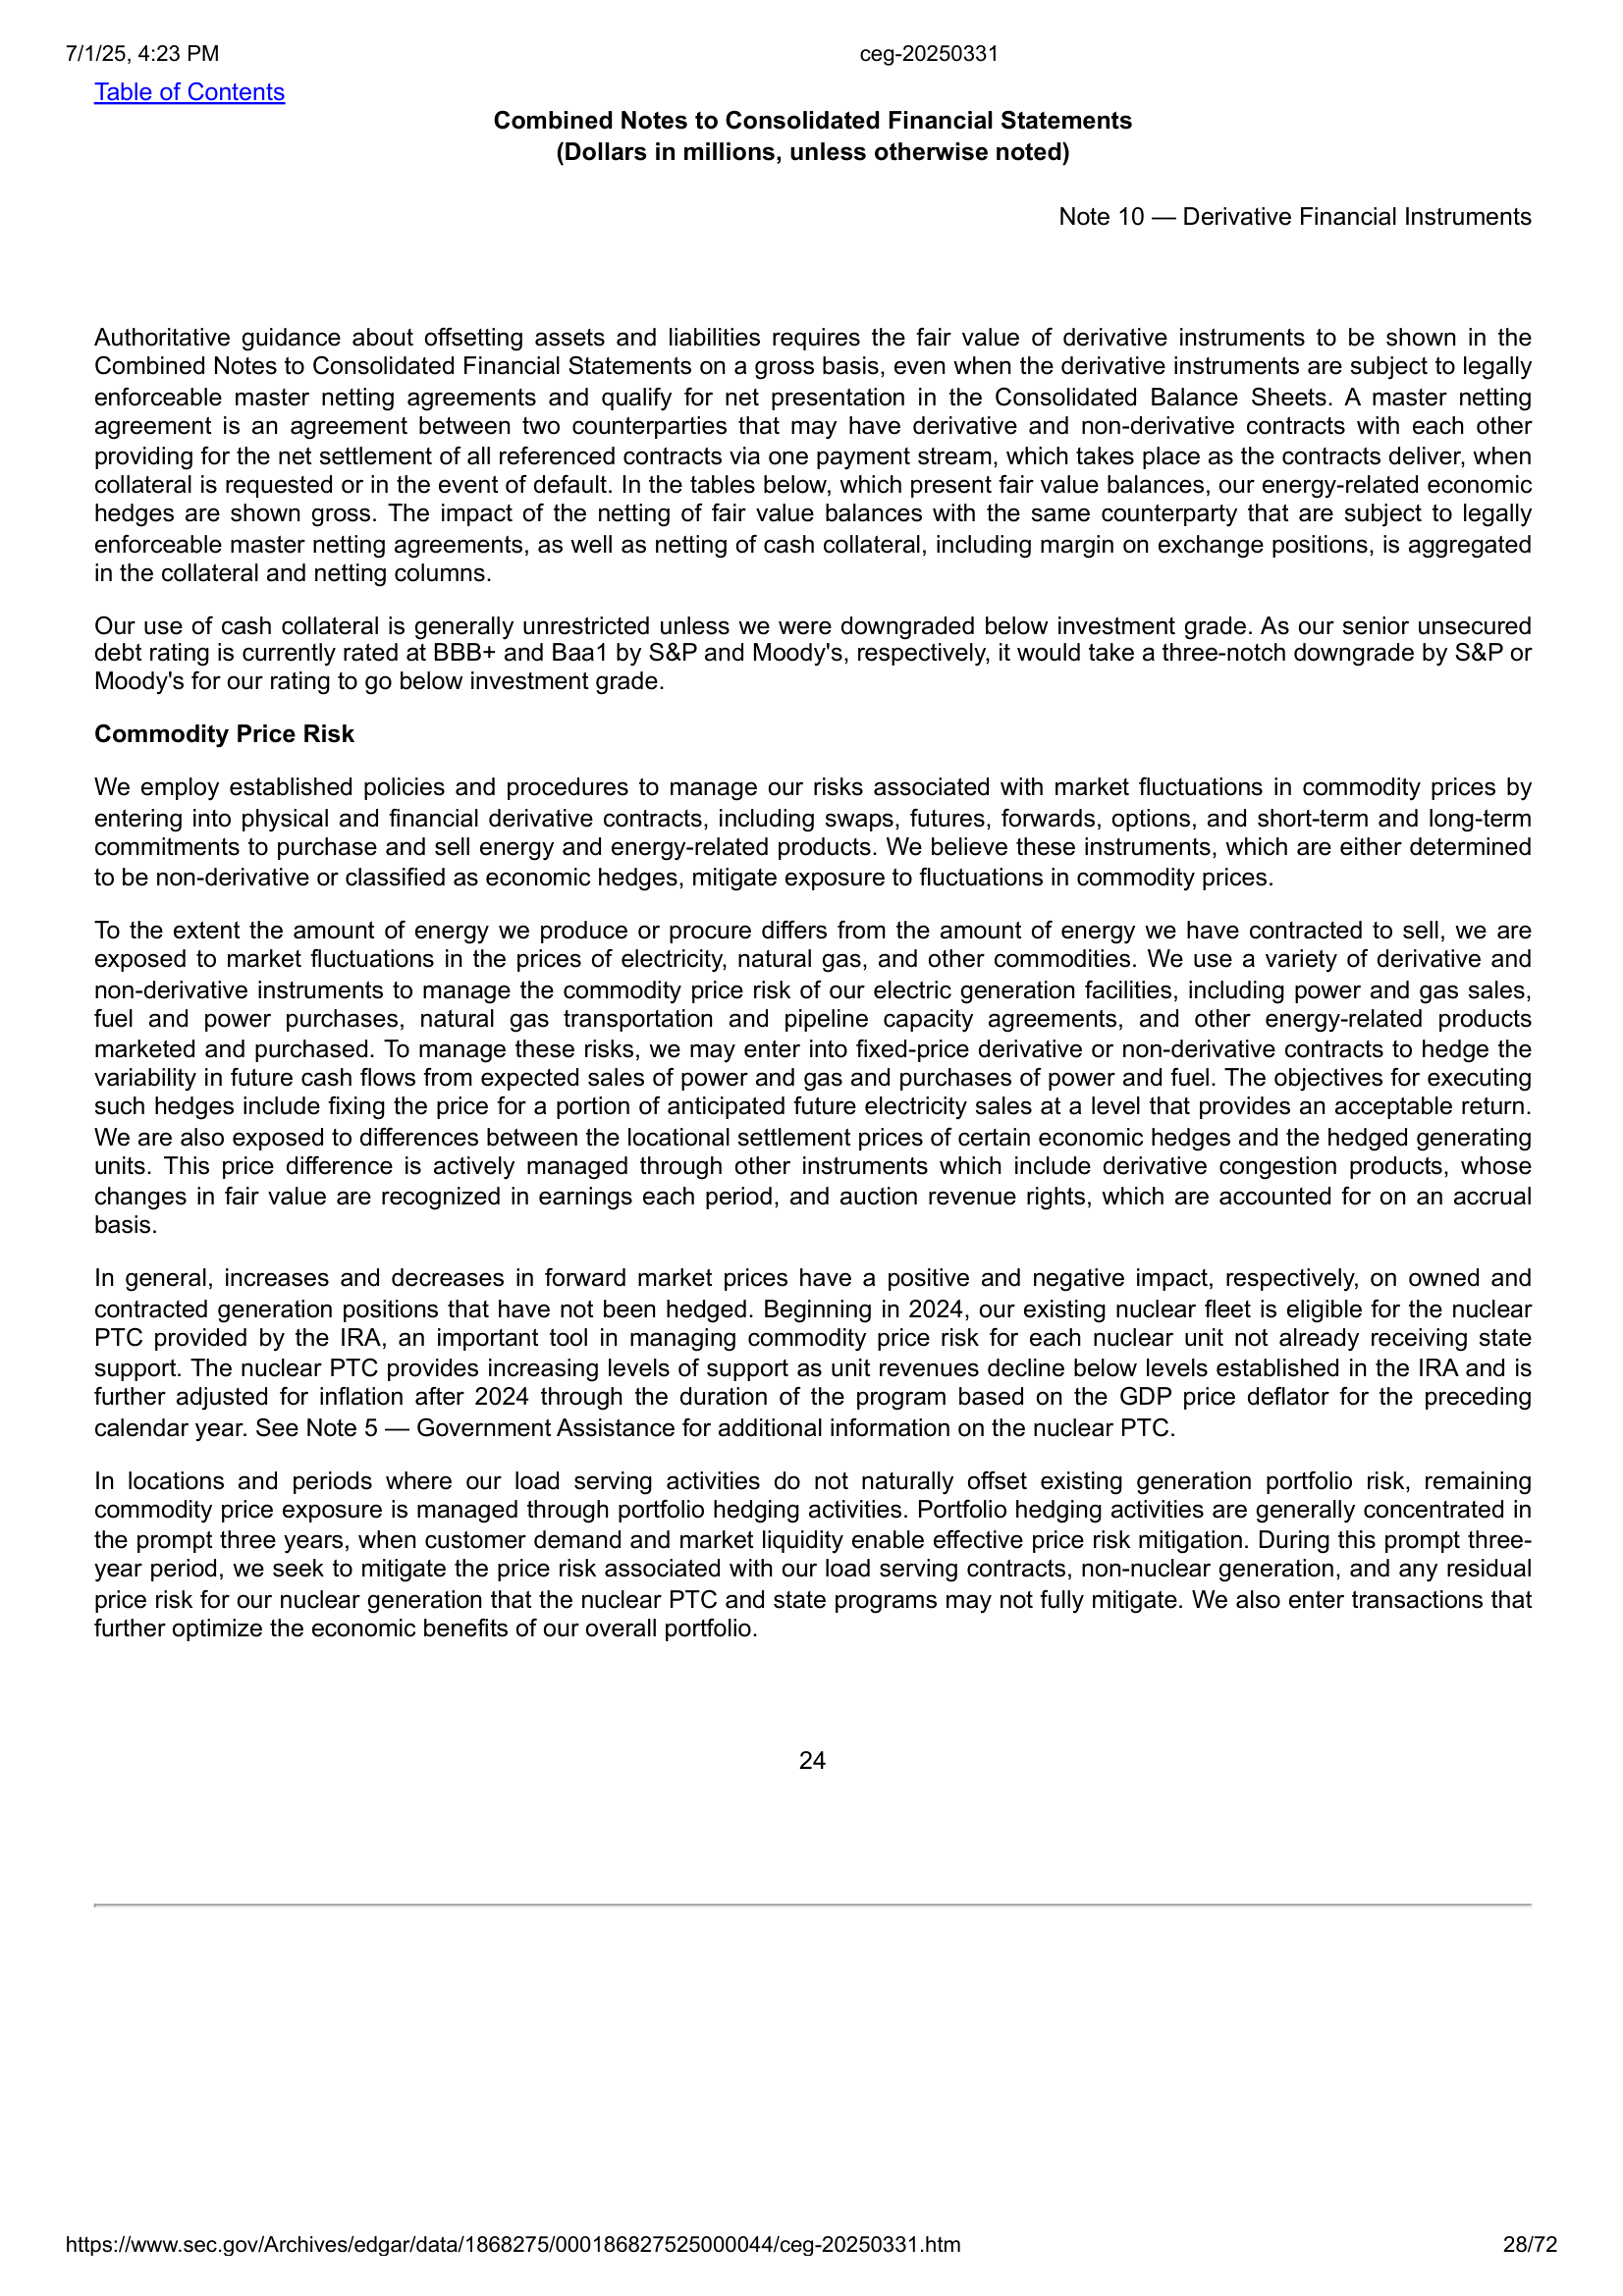 7/1/25, 4:23 PM
ceg-20250331
Table of Contents
Combined Notes to Consolidated Financial Statements
(Dollars in millions, unless otherwise noted)
Note 10 — Derivative Financial Instruments
Authoritative guidance about offsetting assets and liabilities requires the fair value of derivative instruments to be shown in the
Combined Notes to Consolidated Financial Statements on a gross basis, even when the derivative instruments are subject to legally
enforceable master netting agreements and qualify for net presentation in the Consolidated Balance Sheets. A master netting
agreement is an agreement between two counterparties that may have derivative and non-derivative contracts with each other
providing for the net settlement of all referenced contracts via one payment stream, which takes place as the contracts deliver, when
collateral is requested or in the event of default. In the tables below, which present fair value balances, our energy-related economic
hedges are shown gross. The impact of the netting of fair value balances with the same counterparty that are subject to legally
enforceable master netting agreements, as well as netting of cash collateral, including margin on exchange positions, is aggregated
in the collateral and netting columns.
Our use of cash collateral is generally unrestricted unless we were downgraded below investment grade. As our senior unsecured
debt rating is currently rated at BBB+ and Baa1 by S&P and Moody's, respectively, it would take a three-notch downgrade by S&P or
Moody's for our rating to go below investment grade.
Commodity Price Risk
We employ established policies and procedures to manage our risks associated with market fluctuations in commodity prices by
entering into physical and financial derivative contracts, including swaps, futures, forwards, options, and short-term and long-term
commitments to purchase and sell energy and energy-related products. We believe these instruments, which are either determined
to be non-derivative or classified as economic hedges, mitigate exposure to fluctuations in commodity prices.
To the extent the amount of energy we produce or procure differs from the amount of energy we have contracted to sell, we are
exposed to market fluctuations in the prices of electricity, natural gas, and other commodities. We use a variety of derivative and
non-derivative instruments to manage the commodity price risk of our electric generation facilities, including power and gas sales,
fuel and power purchases, natural gas transportation and pipeline capacity agreements, and other energy-related products
marketed and purchased. To manage these risks, we may enter into fixed-price derivative or non-derivative contracts to hedge the
variability in future cash flows from expected sales of power and gas and purchases of power and fuel. The objectives for executing
such hedges include fixing the price for a portion of anticipated future electricity sales at a level that provides an acceptable return.
We are also exposed to differences between the locational settlement prices of certain economic hedges and the hedged generating
units. This price difference is actively managed through other instruments which include derivative congestion products, whose
changes in fair value are recognized in earnings each period, and auction revenue rights, which are accounted for on an accrual
basis.
In general, increases and decreases in forward market prices have a positive and negative impact, respectively, on owned and
contracted generation positions that have not been hedged. Beginning in 2024, our existing nuclear fleet is eligible for the nuclear
PTC provided by the IRA, an important tool in managing commodity price risk for each nuclear unit not already receiving state
support. The nuclear PTC provides increasing levels of support as unit revenues decline below levels established in the IRA and is
further adjusted for inflation after 2024 through the duration of the program based on the GDP price deflator for the preceding
calendar year. See Note 5 — Government Assistance for additional information on the nuclear PTC.
In locations and periods where our load serving activities do not naturally offset existing generation portfolio risk, remaining
commodity price exposure is managed through portfolio hedging activities. Portfolio hedging activities are generally concentrated in
the prompt three years, when customer demand and market liquidity enable effective price risk mitigation. During this prompt three-
year period, we seek to mitigate the price risk associated with our load serving contracts, non-nuclear generation, and any residual
price risk for our nuclear generation that the nuclear PTC and state programs may not fully mitigate. We also enter transactions that
further optimize the economic benefits of our overall portfolio.
24
https://www.sec.gov/Archives/edgar/data/1868275/000186827525000044/ceg-20250331.htm
28/72